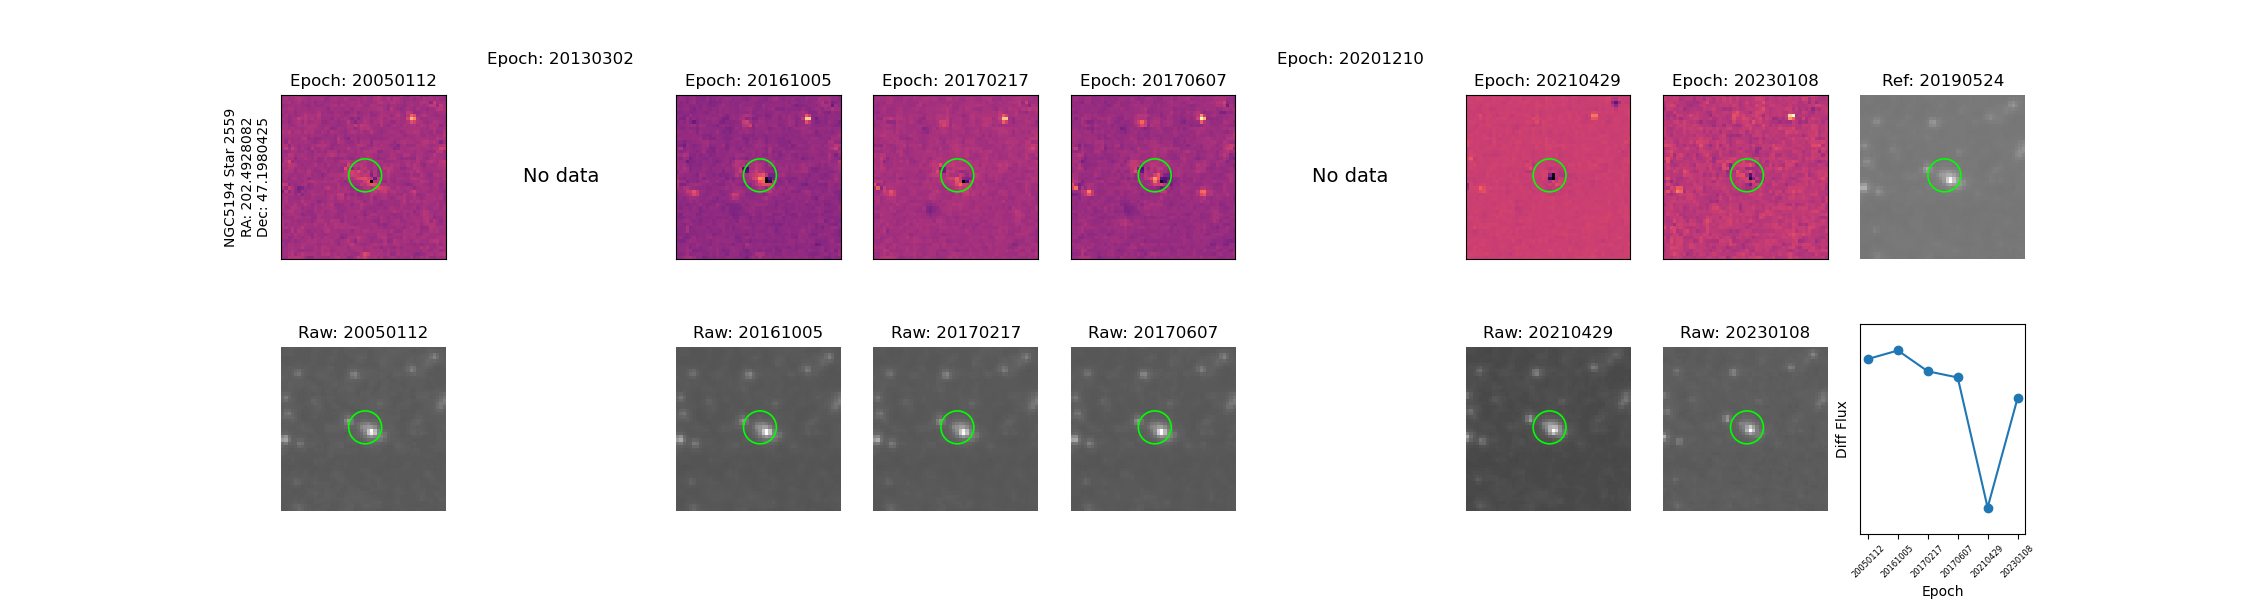 NGC5194 Star 2559
RA: 202.4928082
Dec: 47.1980425
Epoch: 20050112
Epoch: 20130302
No data
Epoch: 20161005
Epoch: 20170217
Epoch: 20170607
Epoch: 20201210
No data
Epoch: 20210429
Epoch: 20230108
Ref: 20190524
Raw: 20050112
Raw: 20161005
Raw: 20170217
Raw: 20170607
Raw: 20210429
Raw: 20230108
Diff Flux
20050112
20161005
20170217
20170607
20210429
20230108
Epoch